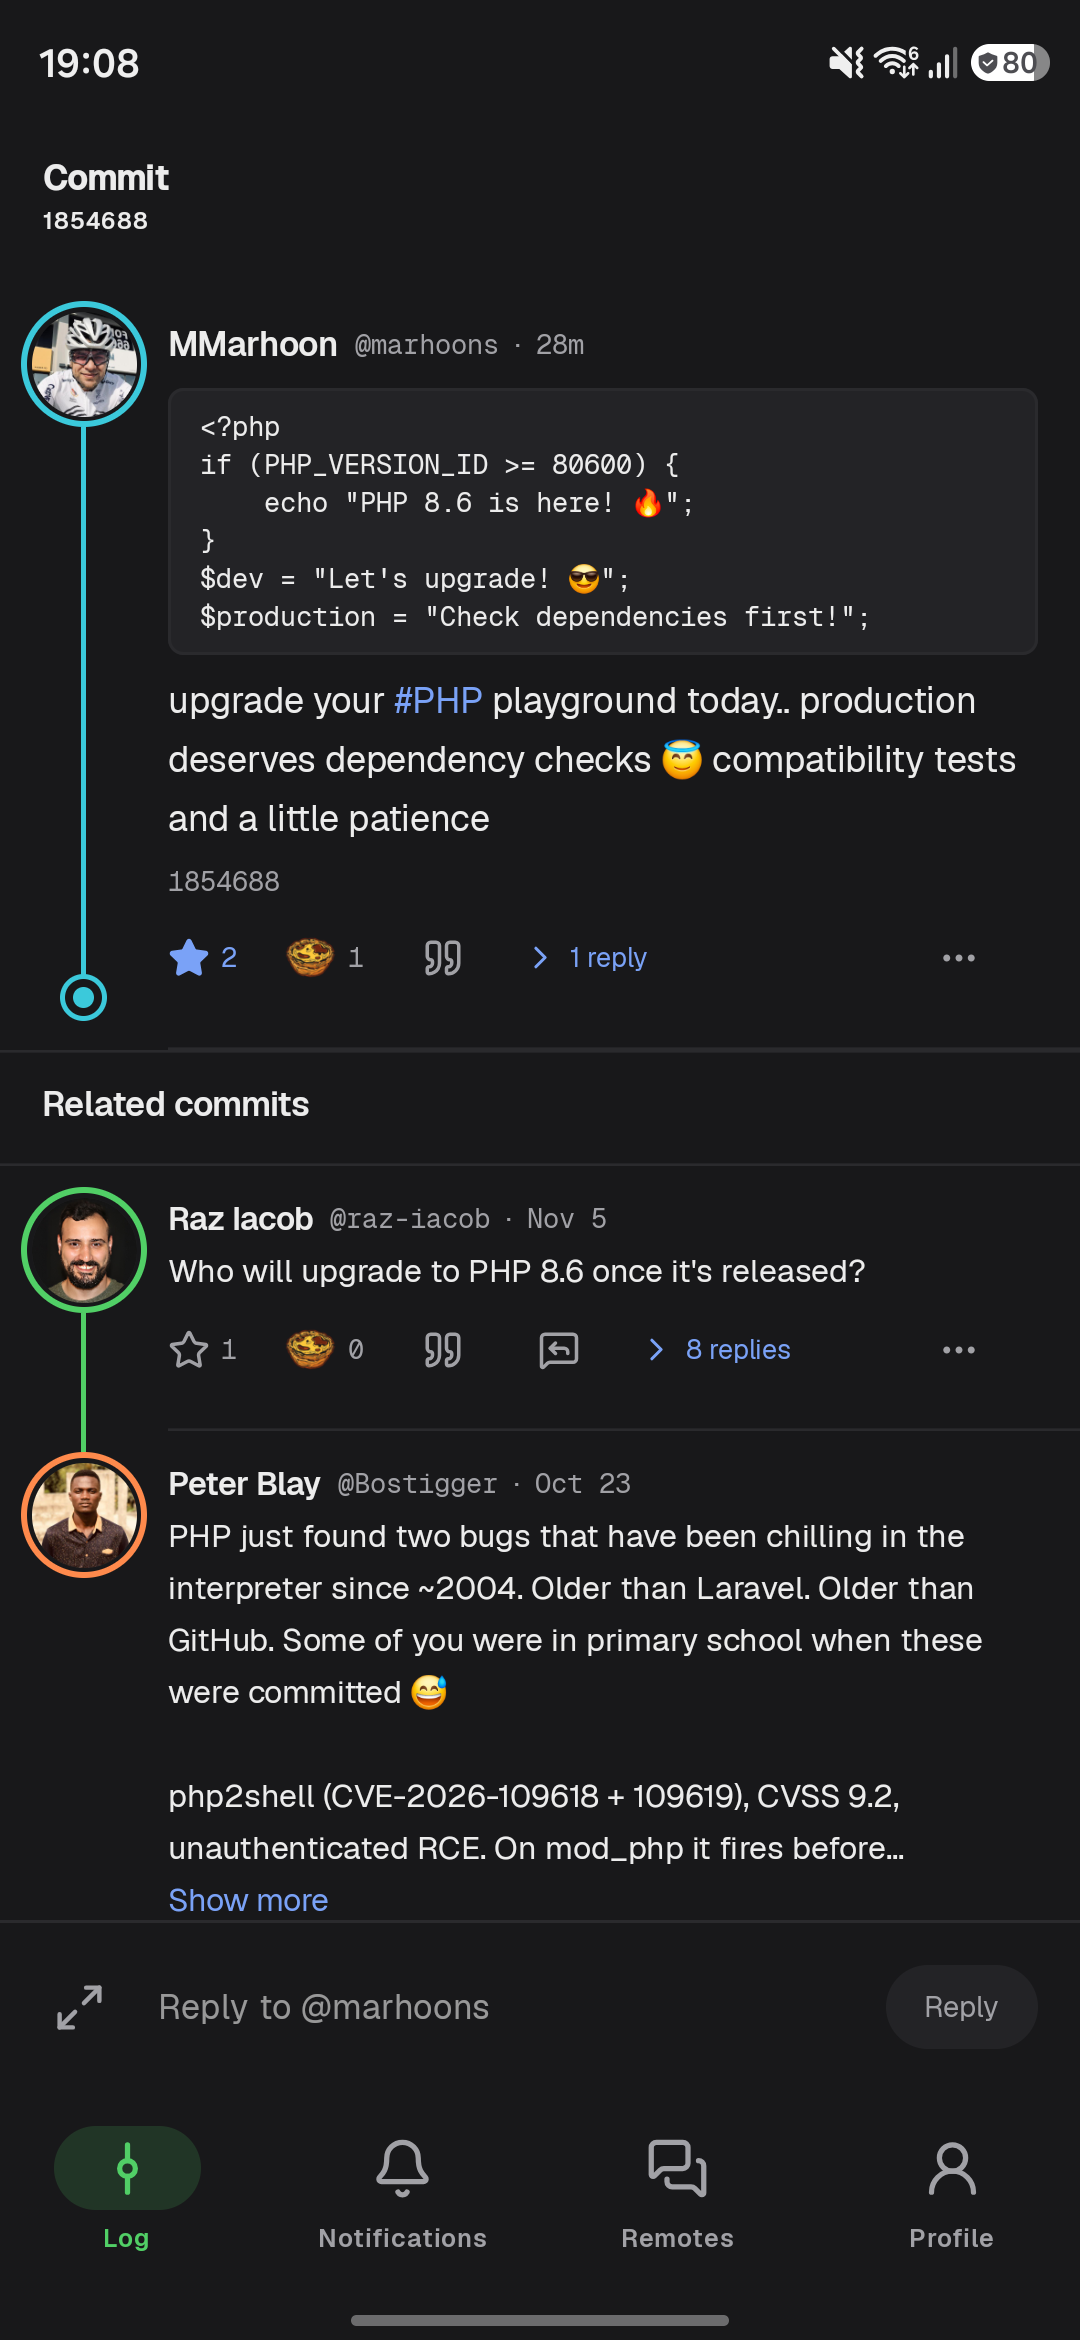 19:08
6
80
Commit
1854688
MMarhoon @marhoons · 28m
<?php
if (PHP_VERSION_ID >= 80600) {
    echo "PHP 8.6 is here! 🔥";
}
$dev = "Let's upgrade! 😎";
$production = "Check dependencies first!";
upgrade your #PHP playground today.. production
deserves dependency checks 😇 compatibility tests
and a little patience
1854688
2 1 1 reply
Related commits
Raz Iacob @raz-iacob · Nov 5
Who will upgrade to PHP 8.6 once it's released?
1 0 8 replies
Peter Blay @Bostigger · Oct 23
PHP just found two bugs that have been chilling in the
interpreter since ~2004. Older than Laravel. Older than
GitHub. Some of you were in primary school when these
were committed 😅
php2shell (CVE-2026-109618 + 109619), CVSS 9.2,
unauthenticated RCE. On mod_php it fires before...
Show more
Reply to @marhoons
Reply
Log Notifications Remotes Profile